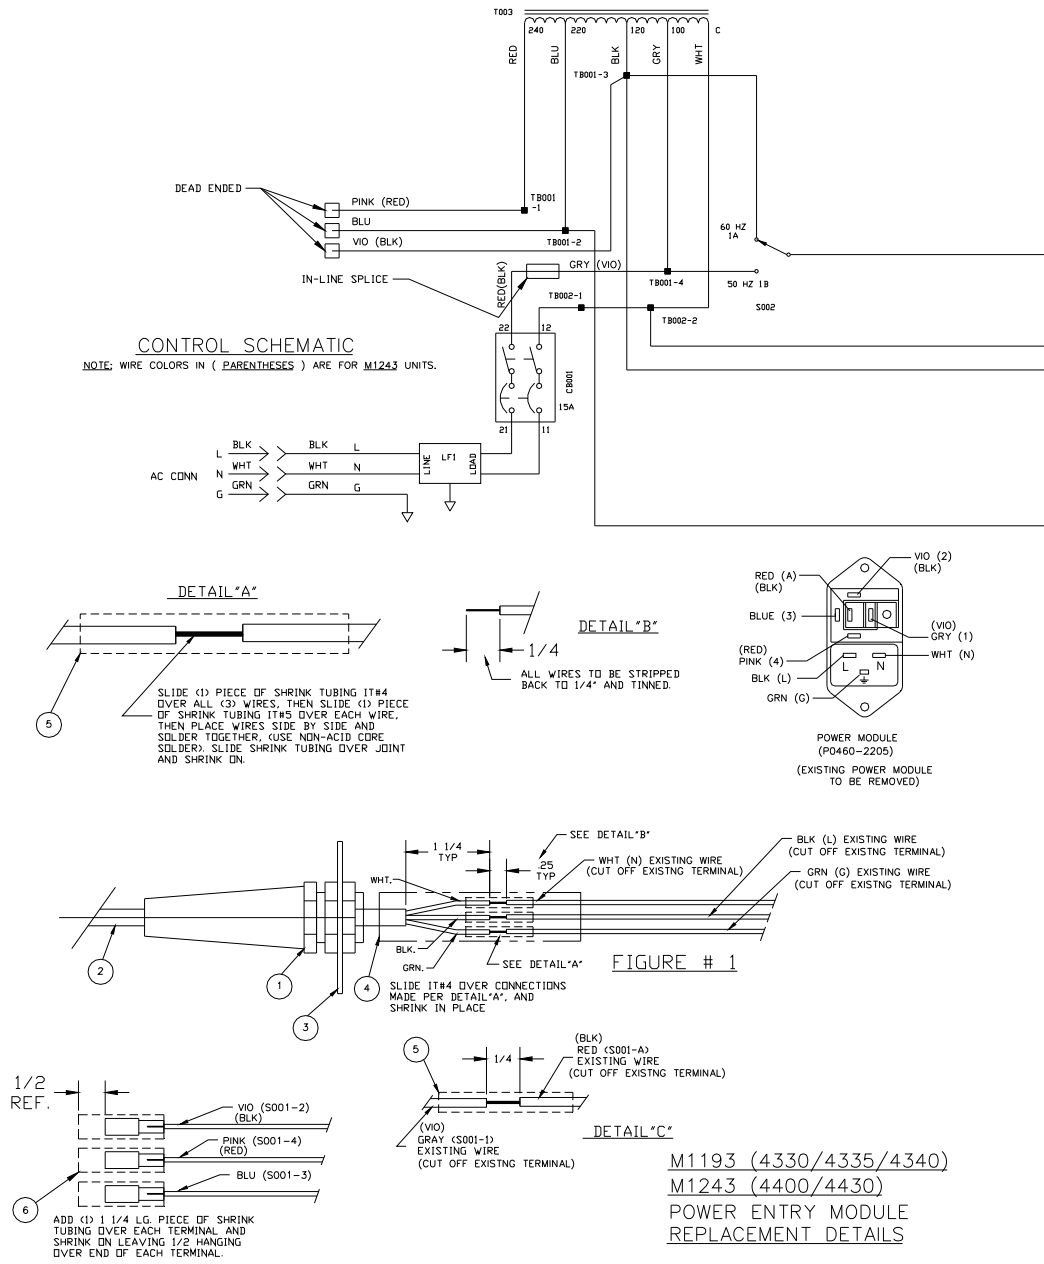 T003
240
220
120
100
C
RED
BLU
BLK
GRY
WHT
TB001-3
DEAD ENDED
PINK (RED)
BLU
VIO (BLK)
TB001
-1
TB001-2
60 HZ
1A
IN-LINE SPLICE
RED(BLK)
GRY (VIO)
TB001-4
50 HZ 1B
S002
TB002-1
TB002-2
22
12
CB001
15A
21
11
CONTROL SCHEMATIC
NOTE: WIRE COLORS IN ( PARENTHESES ) ARE FOR M1243 UNITS.
AC CONN
L BLK BLK L
N WHT WHT N
G GRN GRN G
LINE
LF1
LOAD
DETAIL"A"
5
SLIDE (1) PIECE OF SHRINK TUBING IT#4
OVER ALL (3) WIRES, THEN SLIDE (1) PIECE
OF SHRINK TUBING IT#5 OVER EACH WIRE,
THEN PLACE WIRES SIDE BY SIDE AND
SOLDER TOGETHER, (USE NON-ACID CORE
SOLDER). SLIDE SHRINK TUBING OVER JOINT
AND SHRINK ON.
DETAIL"B"
1/4
ALL WIRES TO BE STRIPPED
BACK TO 1/4" AND TINNED.
VIO (2)
(BLK)
RED (A)
(BLK)
BLUE (3)
(VIO)
GRY (1)
(RED)
PINK (4)
WHT (N)
BLK (L)
GRN (G)
L
N
POWER MODULE
(P0460-2205)
(EXISTING POWER MODULE
TO BE REMOVED)
1 1/4
TYP
SEE DETAIL"B"
.25
TYP
WHT (N) EXISTING WIRE
(CUT OFF EXISTNG TERMINAL)
BLK (L) EXISTING WIRE
(CUT OFF EXISTNG TERMINAL)
GRN (G) EXISTING WIRE
(CUT OFF EXISTNG TERMINAL)
WHT.
BLK.
GRN.
SEE DETAIL"A"
FIGURE # 1
2
1
4
3
SLIDE IT#4 OVER CONNECTIONS
MADE PER DETAIL"A", AND
SHRINK IN PLACE
1/2
REF.
VIO (S001-2)
(BLK)
PINK (S001-4)
(RED)
BLU (S001-3)
6
ADD (1) 1 1/4 LG. PIECE OF SHRINK
TUBING OVER EACH TERMINAL AND
SHRINK ON LEAVING 1/2 HANGING
OVER END OF EACH TERMINAL.
5
1/4
(BLK)
RED (S001-A)
EXISTING WIRE
(CUT OFF EXISTNG TERMINAL)
(VIO)
GRAY (S001-1)
EXISTING WIRE
(CUT OFF EXISTNG TERMINAL)
DETAIL"C"
M1193 (4330/4335/4340)
M1243 (4400/4430)
POWER ENTRY MODULE
REPLACEMENT DETAILS